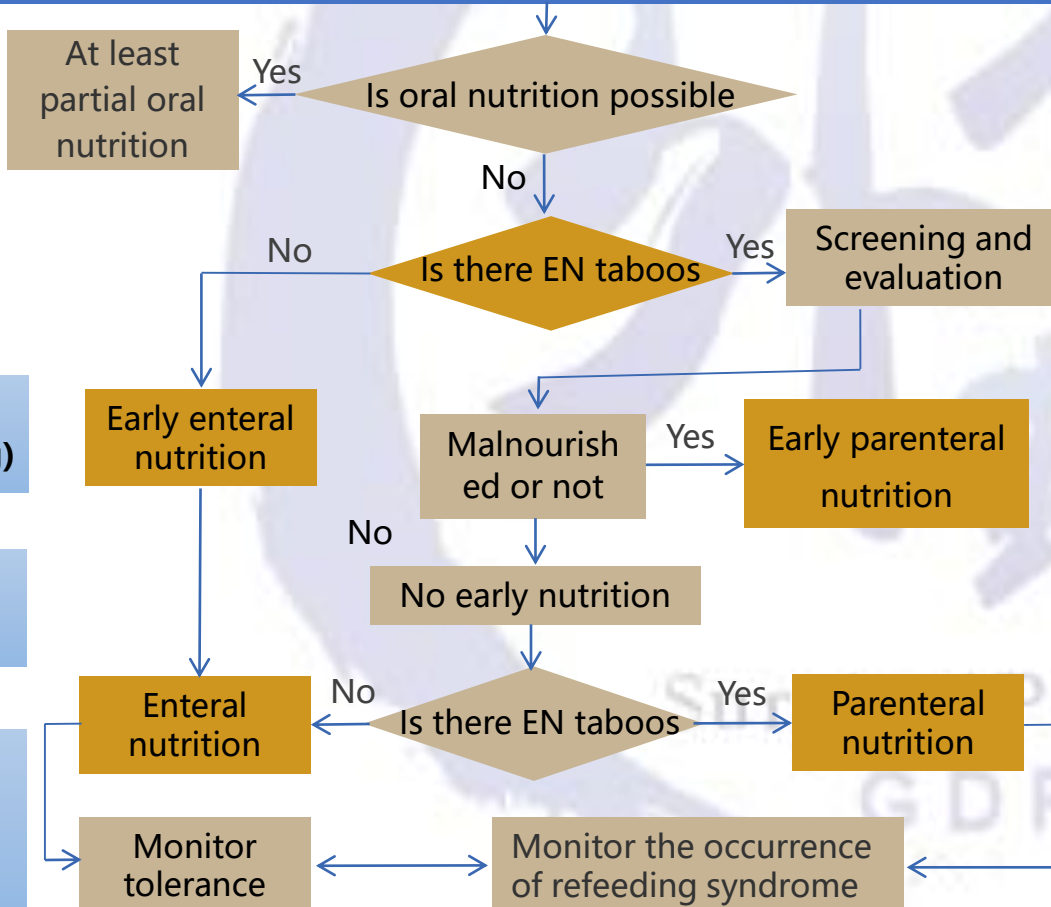 At least
partial oral
nutrition
Yes
Is oral nutrition possible
No
No
Is there EN taboos
Yes
Screening and
evaluation
Early enteral
nutrition
)
Malnourish
ed or not
Yes
Early parenteral
nutrition
No
No early nutrition
Enteral
nutrition
No
Is there EN taboos
Yes
Parenteral
nutrition
Monitor
tolerance
Monitor the occurrence
of refeeding syndrome